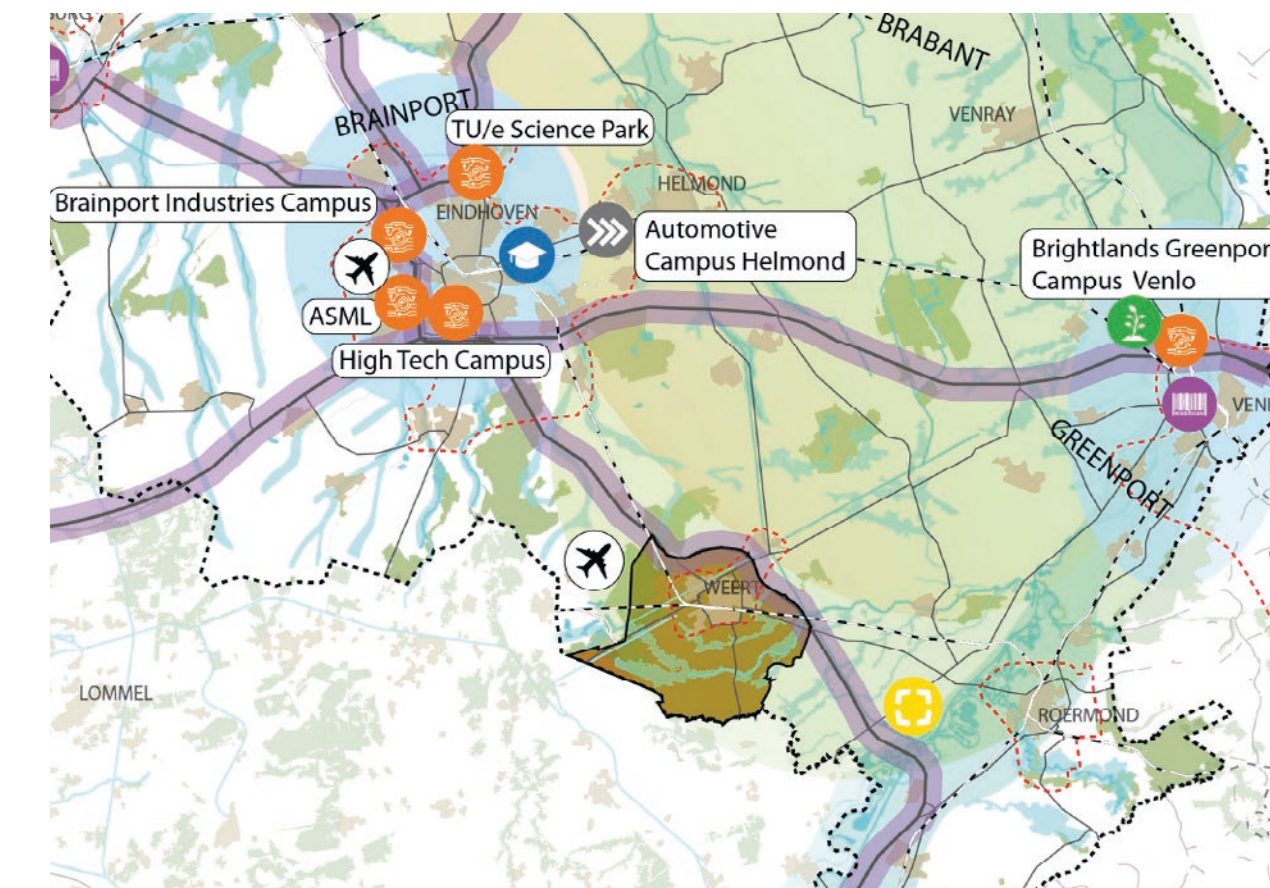 - BRABANT
BRAINPORT
VENRAY
TU/e Science Park
HELMOND
Brainport Industries Campus
EINDHOVEN
Automotive
Campus Helmond
Brightlands Greenpor
Campus Venlo
ASML
High Tech Campus
VEN
GREENPORT
WEERT
LOMMEL
ROERMOND